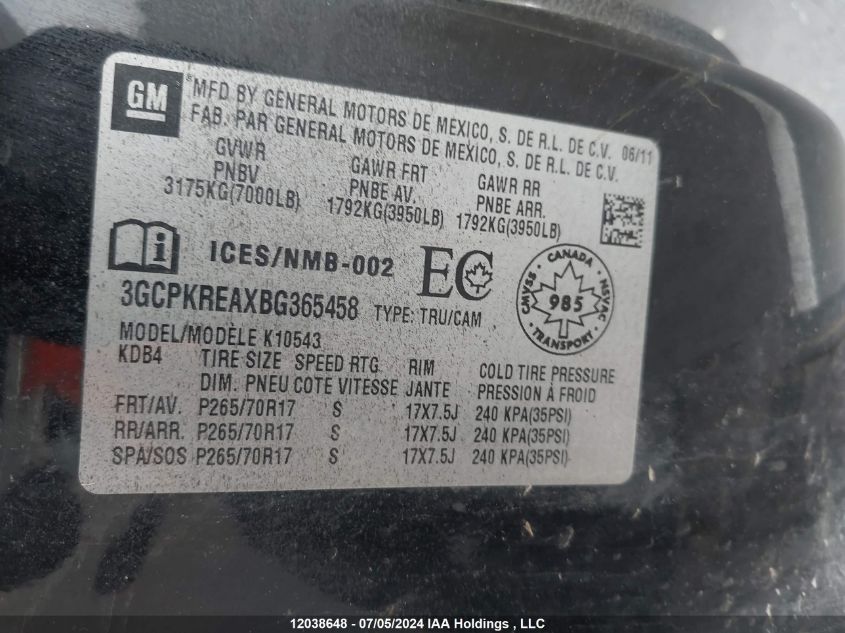 GM
MFD BY GENERAL MOTORS DE MEXICO, S. DE R.L. DE C.V. 06/11
FAB. PAR GENERAL MOTORS DE MEXICO, S. DE R.L. DE C.V.
GVWR GAWR FRT GAWR RR
PNBV PNBE AV. PNBE ARR.
3175KG(7000LB) 1792KG(3950LB) 1792KG(3950LB)
i ICES/NMB-002 EC
CANADA
CMVSS 985 NSVAC
TRANSPORT
3GCPKREAXBG365458 TYPE: TRU/CAM
MODEL/MODÈLE K10543
KDB4 TIRE SIZE SPEED RTG RIM COLD TIRE PRESSURE
DIM. PNEU COTE VITESSE JANTE PRESSION À FROID
FRT/AV. P265/70R17 S 17X7.5J 240 KPA(35PSI)
RR/ARR. P265/70R17 S 17X7.5J 240 KPA(35PSI)
SPA/SOS P265/70R17 S 17X7.5J 240 KPA(35PSI)
12038648 - 07/05/2024 IAA Holdings , LLC